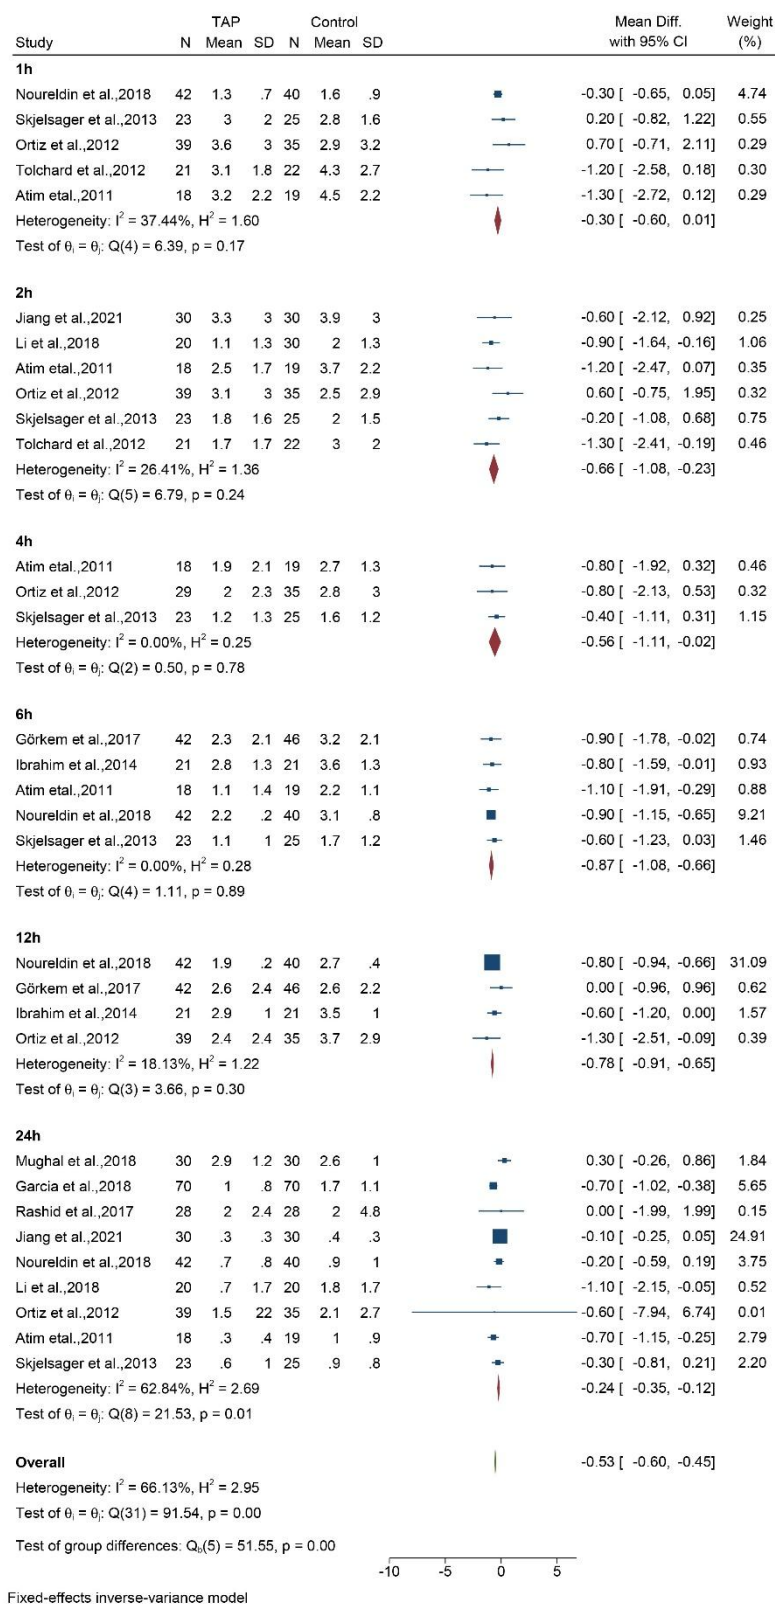 TAP Control Mean Diff. Weight
Study N Mean SD N Mean SD with 95% CI (%)
1h
Noureldin et al.,2018 42 1.3 .7 40 1.6 .9 -0.30 [ -0.65, 0.05] 4.74
Skjelsager et al.,2013 23 3 2 25 2.8 1.6 0.20 [ -0.82, 1.22] 0.55
Ortiz et al.,2012 39 3.6 3 35 2.9 3.2 0.70 [ -0.71, 2.11] 0.29
Tolchard et al.,2012 21 3.1 1.8 22 4.3 2.7 -1.20 [ -2.58, 0.18] 0.30
Atim etal.,2011 18 3.2 2.2 19 4.5 2.2 -1.30 [ -2.72, 0.12] 0.29
Heterogeneity: I² = 37.44%, H² = 1.60 -0.30 [ -0.60, 0.01]
Test of θᵢ = θⱼ: Q(4) = 6.39, p = 0.17
2h
Jiang et al.,2021 30 3.3 3 30 3.9 3 -0.60 [ -2.12, 0.92] 0.25
Li et al.,2018 20 1.1 1.3 30 2 1.3 -0.90 [ -1.64, -0.16] 1.06
Atim etal.,2011 18 2.5 1.7 19 3.7 2.2 -1.20 [ -2.47, 0.07] 0.35
Ortiz et al.,2012 39 3.1 3 35 2.5 2.9 0.60 [ -0.75, 1.95] 0.32
Skjelsager et al.,2013 23 1.8 1.6 25 2 1.5 -0.20 [ -1.08, 0.68] 0.75
Tolchard et al.,2012 21 1.7 1.7 22 3 2 -1.30 [ -2.41, -0.19] 0.46
Heterogeneity: I² = 26.41%, H² = 1.36 -0.66 [ -1.08, -0.23]
Test of θᵢ = θⱼ: Q(5) = 6.79, p = 0.24
4h
Atim etal.,2011 18 1.9 2.1 19 2.7 1.3 -0.80 [ -1.92, 0.32] 0.46
Ortiz et al.,2012 29 2 2.3 35 2.8 3 -0.80 [ -2.13, 0.53] 0.32
Skjelsager et al.,2013 23 1.2 1.3 25 1.6 1.2 -0.40 [ -1.11, 0.31] 1.15
Heterogeneity: I² = 0.00%, H² = 0.25 -0.56 [ -1.11, -0.02]
Test of θᵢ = θⱼ: Q(2) = 0.50, p = 0.78
6h
Görkem et al.,2017 42 2.3 2.1 46 3.2 2.1 -0.90 [ -1.78, -0.02] 0.74
Ibrahim et al.,2014 21 2.8 1.3 21 3.6 1.3 -0.80 [ -1.59, -0.01] 0.93
Atim etal.,2011 18 1.1 1.4 19 2.2 1.1 -1.10 [ -1.91, -0.29] 0.88
Noureldin et al.,2018 42 2.2 .2 40 3.1 .8 -0.90 [ -1.15, -0.65] 9.21
Skjelsager et al.,2013 23 1.1 1 25 1.7 1.2 -0.60 [ -1.23, 0.03] 1.46
Heterogeneity: I² = 0.00%, H² = 0.28 -0.87 [ -1.08, -0.66]
Test of θᵢ = θⱼ: Q(4) = 1.11, p = 0.89
12h
Noureldin et al.,2018 42 1.9 .2 40 2.7 .4 -0.80 [ -0.94, -0.66] 31.09
Görkem et al.,2017 42 2.6 2.4 46 2.6 2.2 0.00 [ -0.96, 0.96] 0.62
Ibrahim et al.,2014 21 2.9 1 21 3.5 1 -0.60 [ -1.20, 0.00] 1.57
Ortiz et al.,2012 39 2.4 2.4 35 3.7 2.9 -1.30 [ -2.51, -0.09] 0.39
Heterogeneity: I² = 18.13%, H² = 1.22 -0.78 [ -0.91, -0.65]
Test of θᵢ = θⱼ: Q(3) = 3.66, p = 0.30
24h
Mughal et al.,2018 30 2.9 1.2 30 2.6 1 0.30 [ -0.26, 0.86] 1.84
Garcia et al.,2018 70 1 .8 70 1.7 1.1 -0.70 [ -1.02, -0.38] 5.65
Rashid et al.,2017 28 2 2.4 28 2 4.8 0.00 [ -1.99, 1.99] 0.15
Jiang et al.,2021 30 .3 .3 30 .4 .3 -0.10 [ -0.25, 0.05] 24.91
Noureldin et al.,2018 42 .7 .8 40 .9 1 -0.20 [ -0.59, 0.19] 3.75
Li et al.,2018 20 .7 1.7 20 1.8 1.7 -1.10 [ -2.15, -0.05] 0.52
Ortiz et al.,2012 39 1.5 22 35 2.1 2.7 -0.60 [ -7.94, 6.74] 0.01
Atim etal.,2011 18 .3 .4 19 1 .9 -0.70 [ -1.15, -0.25] 2.79
Skjelsager et al.,2013 23 .6 1 25 .9 .8 -0.30 [ -0.81, 0.21] 2.20
Heterogeneity: I² = 62.84%, H² = 2.69 -0.24 [ -0.35, -0.12]
Test of θᵢ = θⱼ: Q(8) = 21.53, p = 0.01
Overall -0.53 [ -0.60, -0.45]
Heterogeneity: I² = 66.13%, H² = 2.95
Test of θᵢ = θⱼ: Q(31) = 91.54, p = 0.00
Test of group differences: Q_b(5) = 51.55, p = 0.00
-10 -5 0 5
Fixed-effects inverse-variance model